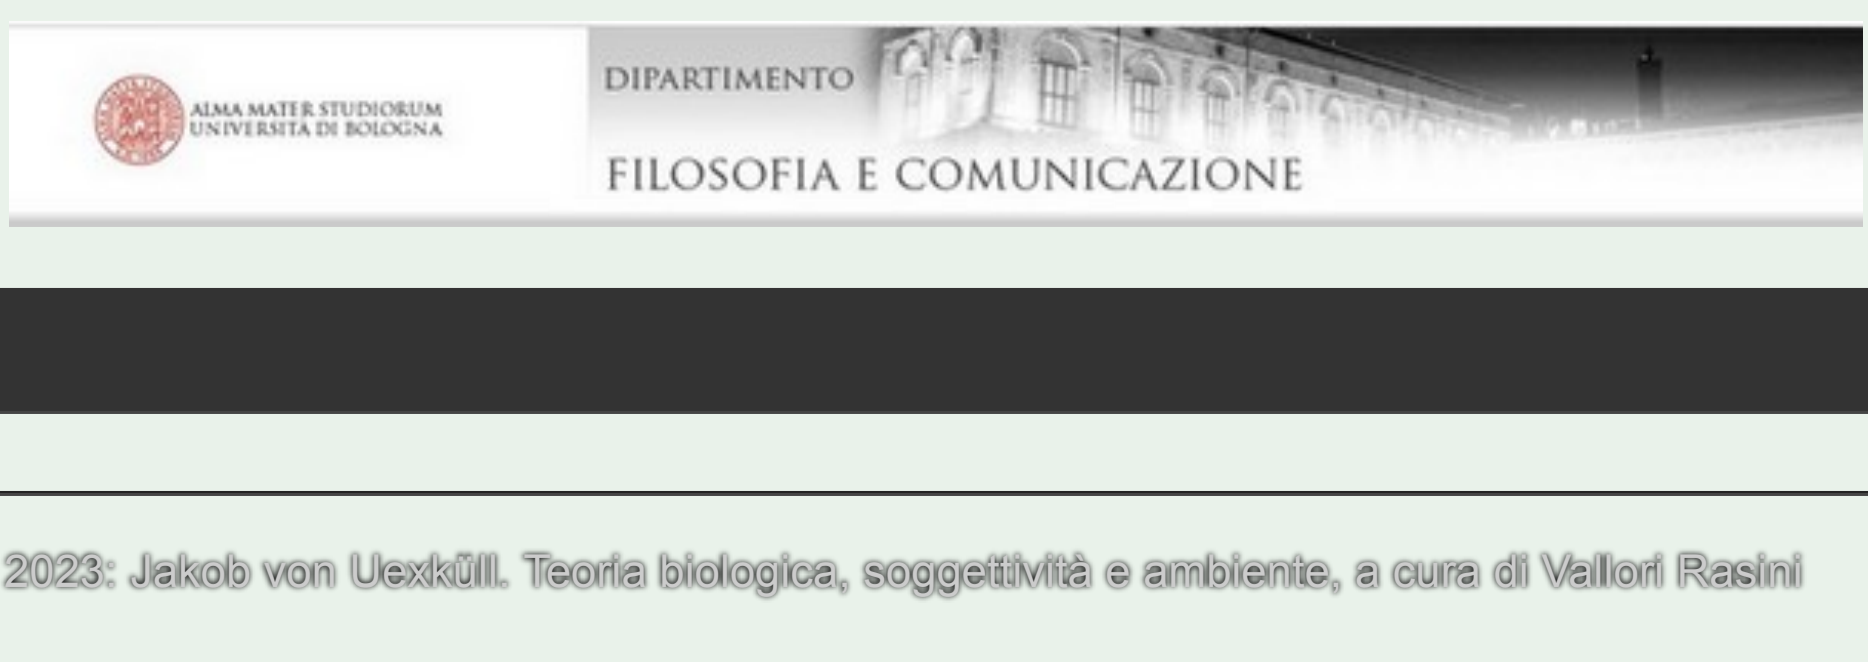 ALMA MATER STUDIORUM
UNIVERSITÀ DI BOLOGNA
DIPARTIMENTO
FILOSOFIA E COMUNICAZIONE
2023: Jakob von Uexküll. Teoria biologica, soggettività e ambiente, a cura di Vallori Rasini